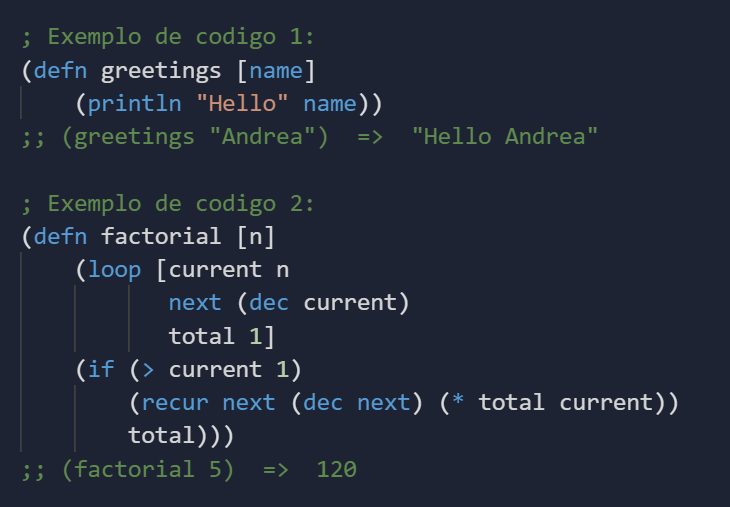 ; Exemplo de codigo 1:
(defn greetings [name]
    (println "Hello" name))
;; (greetings "Andrea")  =>  "Hello Andrea"

; Exemplo de codigo 2:
(defn factorial [n]
    (loop [current n
           next (dec current)
           total 1]
    (if (> current 1)
        (recur next (dec next) (* total current))
        total)))
;; (factorial 5)  =>  120